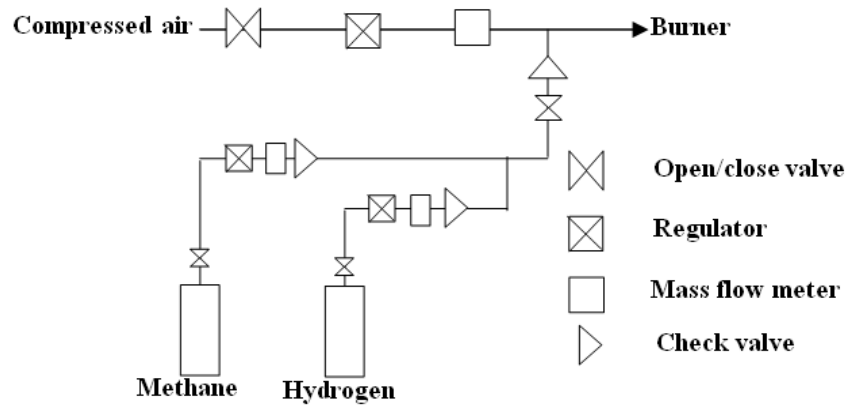 Compressed air
Burner
Open/close valve
Regulator
Mass flow meter
Check valve
Methane
Hydrogen